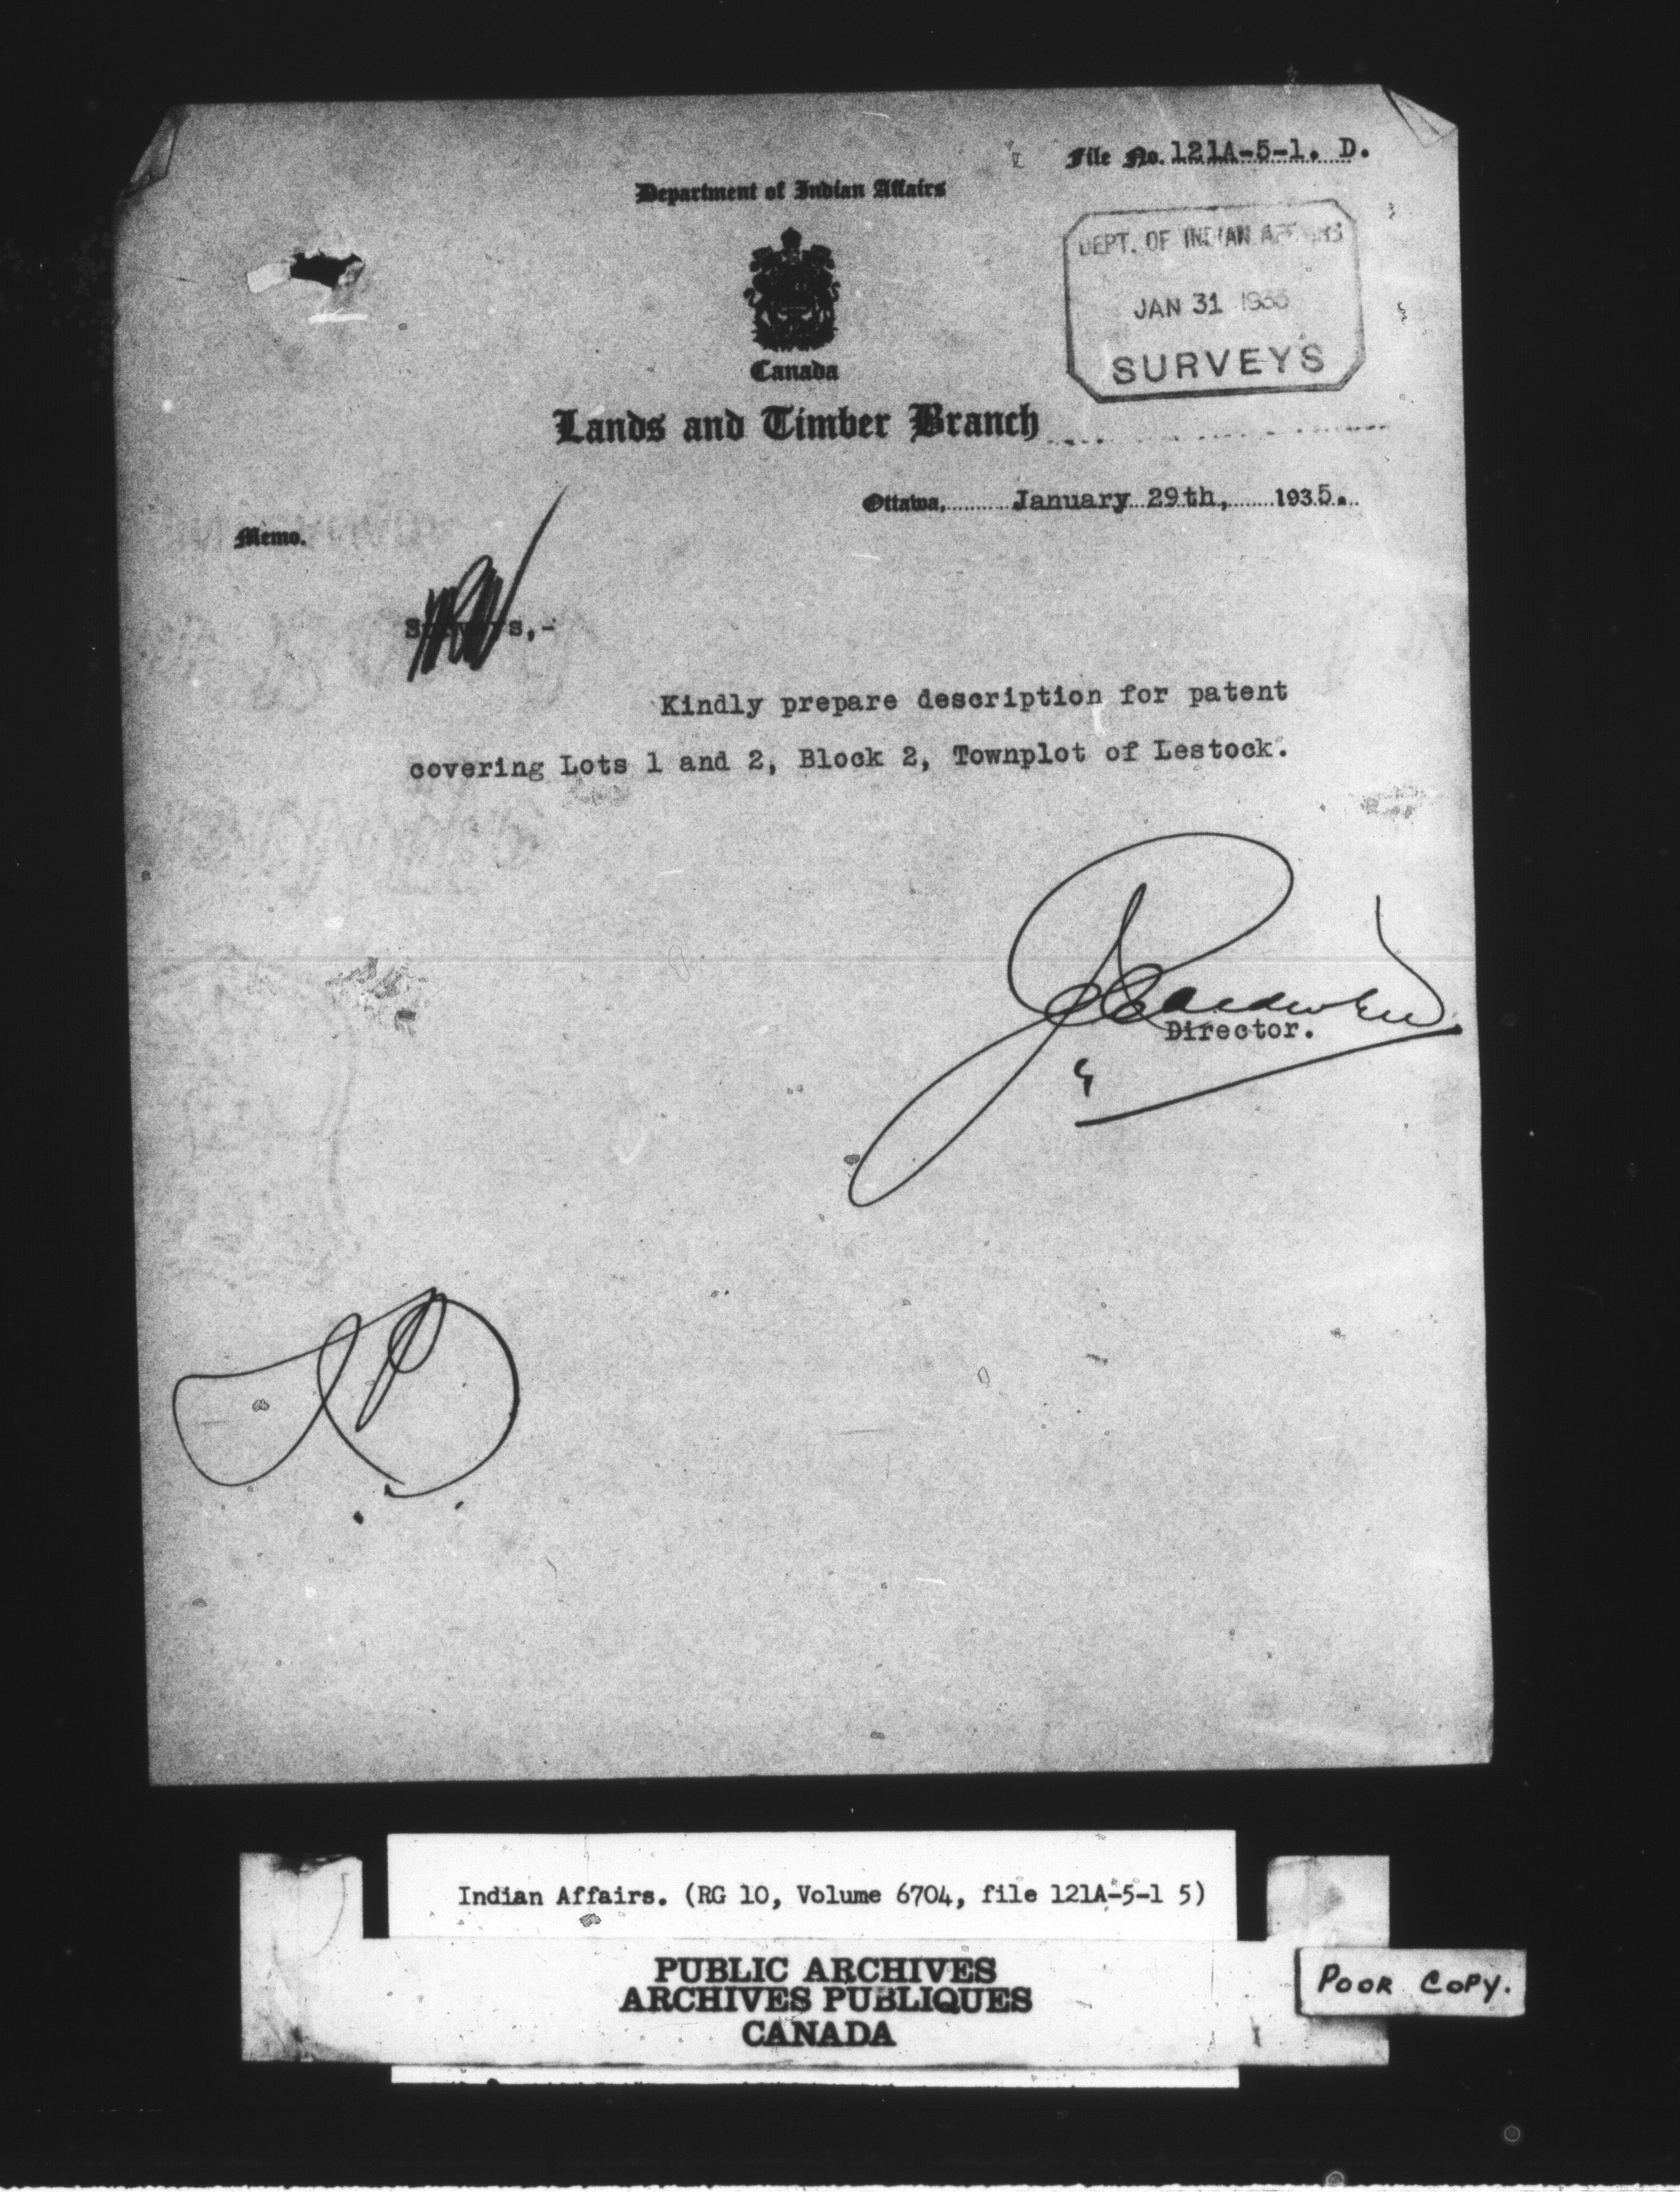 File No. 121A-5-1. D.
Department of Indian Affairs
DEPT. OF INDIAN AFFAIRS
JAN 31
SURVEYS
Canada
Lands and Timber Branch
Ottawa, January 29th, 1935.
Memo.
Surveys,-
Kindly prepare description for patent
covering Lots 1 and 2, Block 2, Townplot of Lestock.
Director.
Indian Affairs. (RG 10, Volume 6704, file 121A-5-1 5)
PUBLIC ARCHIVES
ARCHIVES PUBLIQUES
CANADA
POOR COPY.